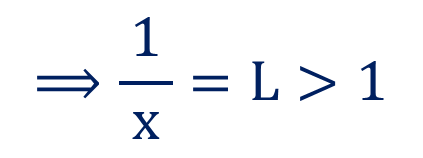 ⟹ 1/x = L > 1